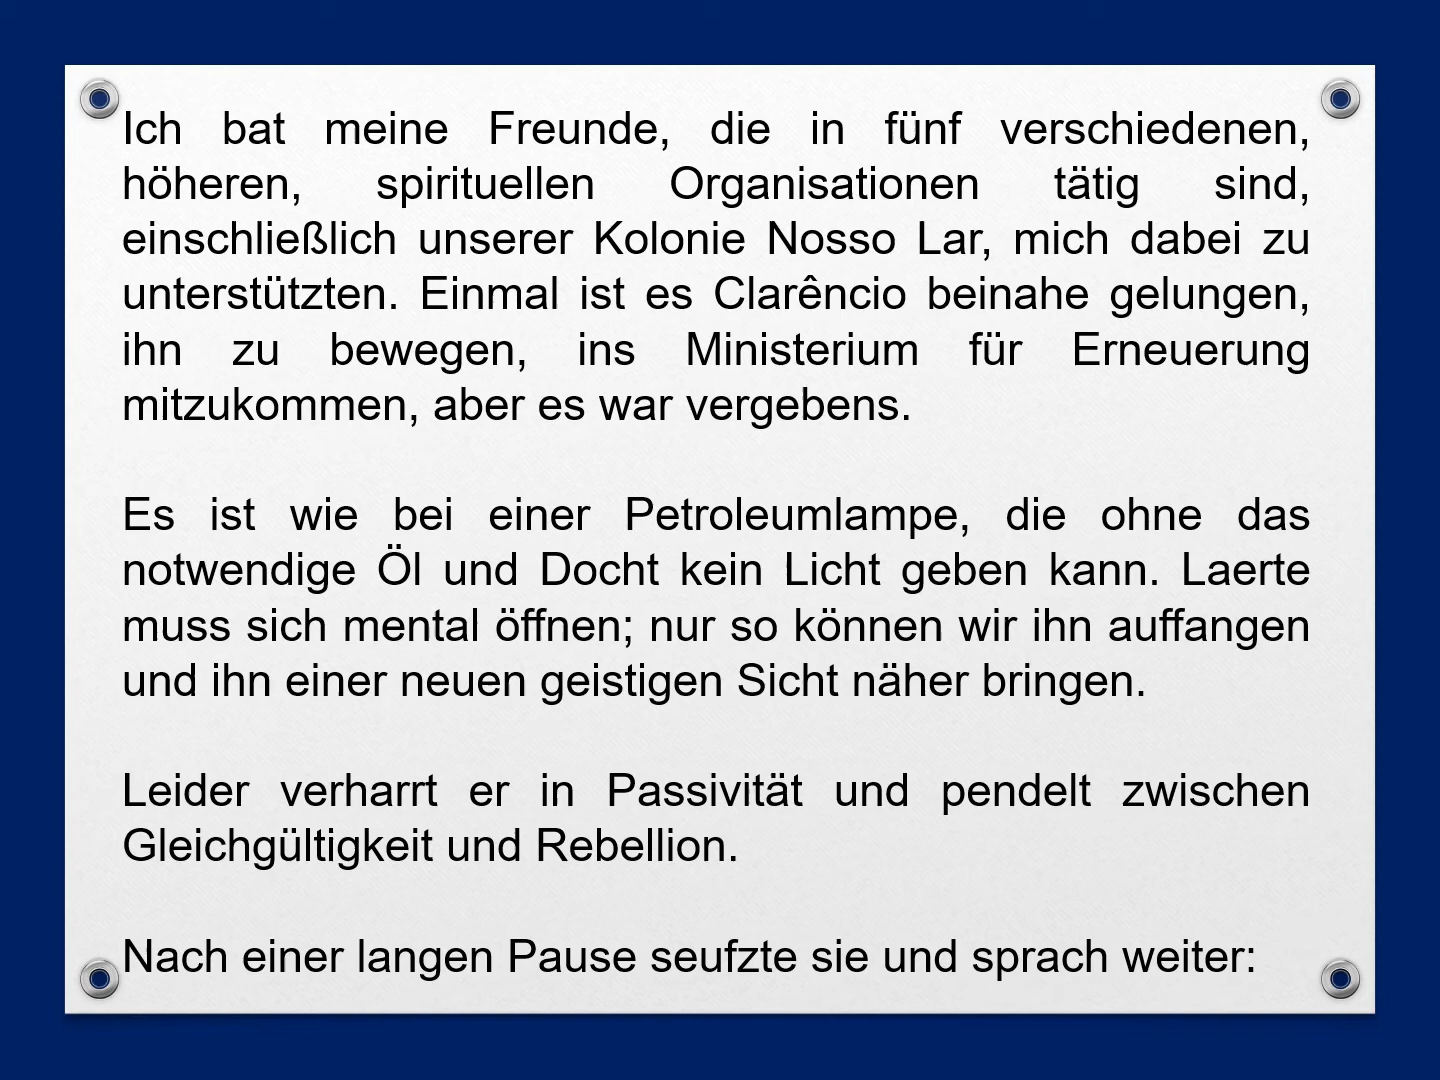 Ich bat meine Freunde, die in fünf verschiedenen,
höheren, spirituellen Organisationen tätig sind,
einschließlich unserer Kolonie Nosso Lar, mich dabei zu
unterstützten. Einmal ist es Clarêncio beinahe gelungen,
ihn zu bewegen, ins Ministerium für Erneuerung
mitzukommen, aber es war vergebens.
Es ist wie bei einer Petroleumlampe, die ohne das
notwendige Öl und Docht kein Licht geben kann. Laerte
muss sich mental öffnen; nur so können wir ihn auffangen
und ihn einer neuen geistigen Sicht näher bringen.
Leider verharrt er in Passivität und pendelt zwischen
Gleichgültigkeit und Rebellion.
Nach einer langen Pause seufzte sie und sprach weiter: